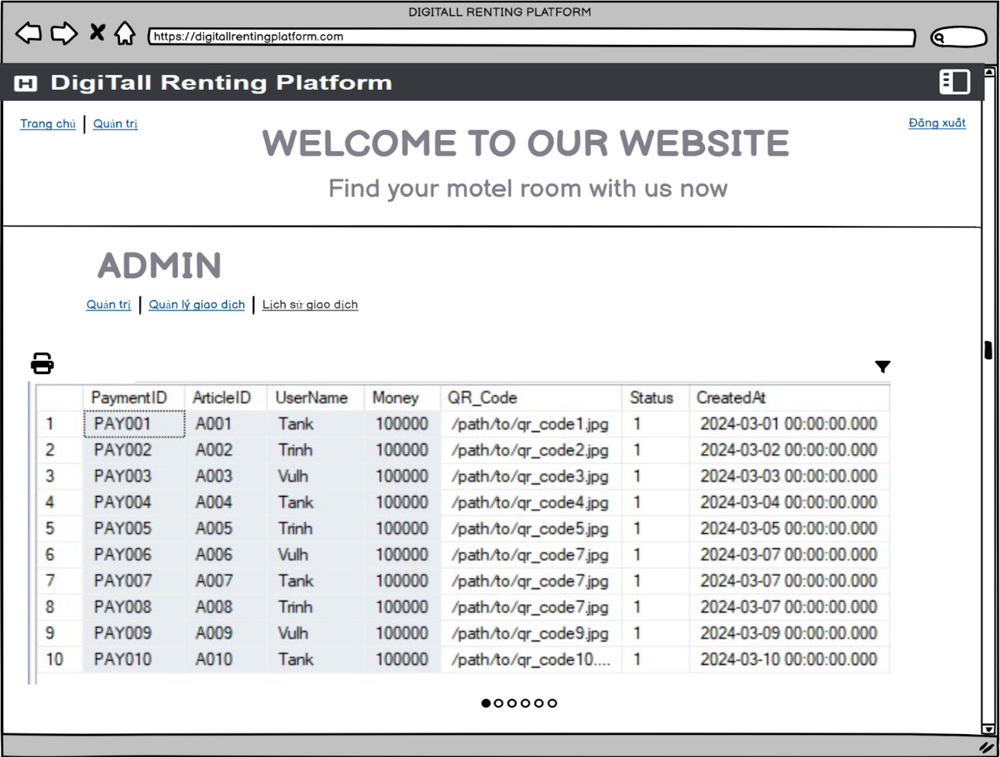 DIGITALL RENTING PLATFORM
https://digitallrentingplatform.com
DigiTall Renting Platform
Trang chủ | Quản trị
Đăng xuất
WELCOME TO OUR WEBSITE
Find your motel room with us now
ADMIN
Quản trị | Quản lý giao dịch | Lịch sử giao dịch
PaymentID ArticleID UserName Money QR_Code Status CreatedAt
1 PAY001 A001 Tank 100000 /path/to/qr_code1.jpg 1 2024-03-01 00:00:00.000
2 PAY002 A002 Trinh 100000 /path/to/qr_code2.jpg 1 2024-03-02 00:00:00.000
3 PAY003 A003 Vulh 100000 /path/to/qr_code3.jpg 1 2024-03-03 00:00:00.000
4 PAY004 A004 Tank 100000 /path/to/qr_code4.jpg 1 2024-03-04 00:00:00.000
5 PAY005 A005 Trinh 100000 /path/to/qr_code5.jpg 1 2024-03-05 00:00:00.000
6 PAY006 A006 Vulh 100000 /path/to/qr_code7.jpg 1 2024-03-07 00:00:00.000
7 PAY007 A007 Tank 100000 /path/to/qr_code7.jpg 1 2024-03-07 00:00:00.000
8 PAY008 A008 Trinh 100000 /path/to/qr_code7.jpg 1 2024-03-07 00:00:00.000
9 PAY009 A009 Vulh 100000 /path/to/qr_code9.jpg 1 2024-03-09 00:00:00.000
10 PAY010 A010 Tank 100000 /path/to/qr_code10.... 1 2024-03-10 00:00:00.000